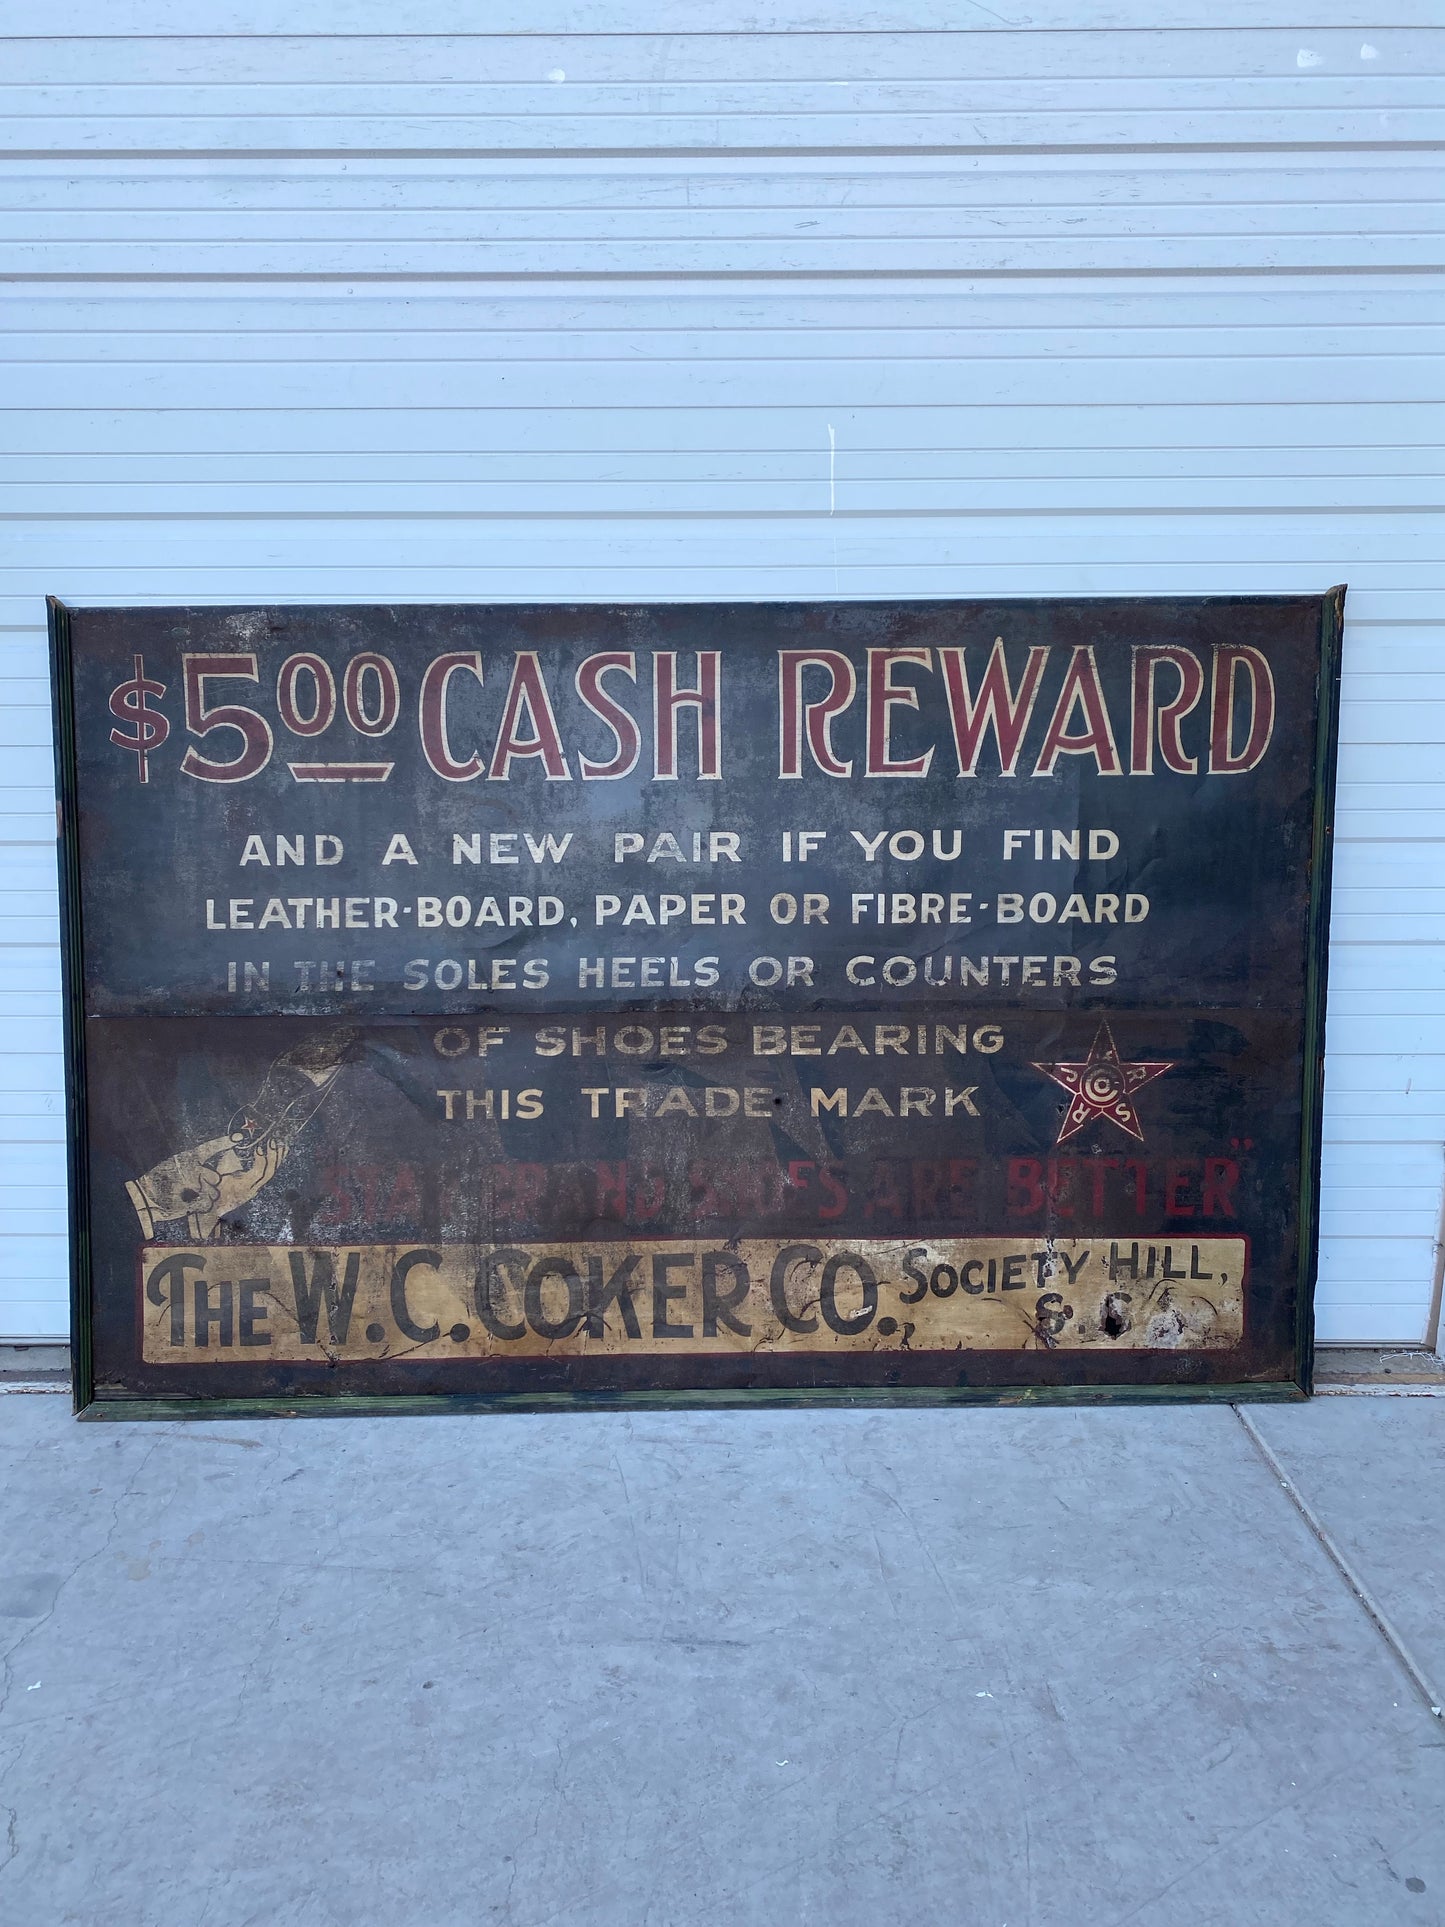 $5.00 CASH REWARD
AND A NEW PAIR IF YOU FIND
LEATHER-BOARD, PAPER OR FIBRE-BOARD
IN THE SOLES HEELS OR COUNTERS
OF SHOES BEARING
THIS TRADE MARK
"STAR BRAND SHOES ARE BETTER"
THE W.C. COKER CO. SOCIETY HILL,
S.C.